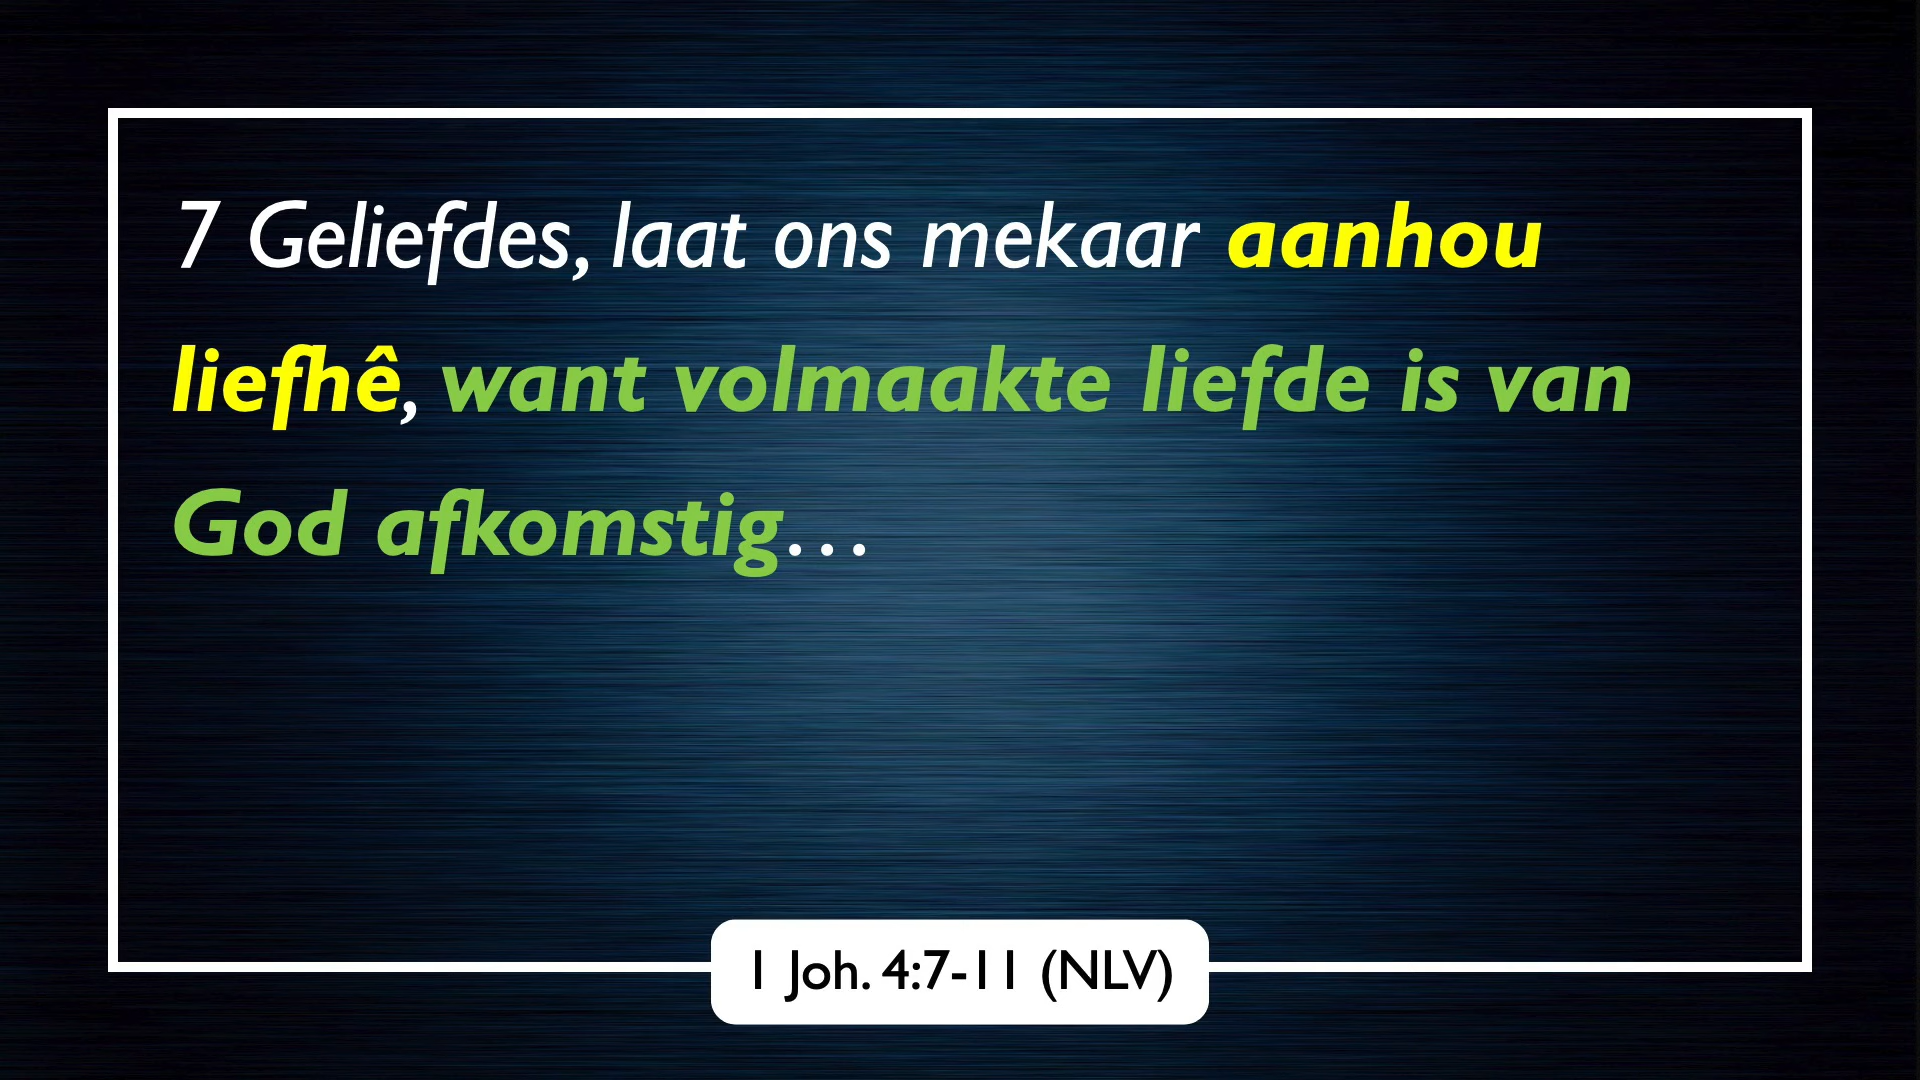 7 Geliefdes, laat ons mekaar aanhou
liefhê, want volmaakte liefde is van
God afkomstig…
1 Joh. 4:7-11 (NLV)